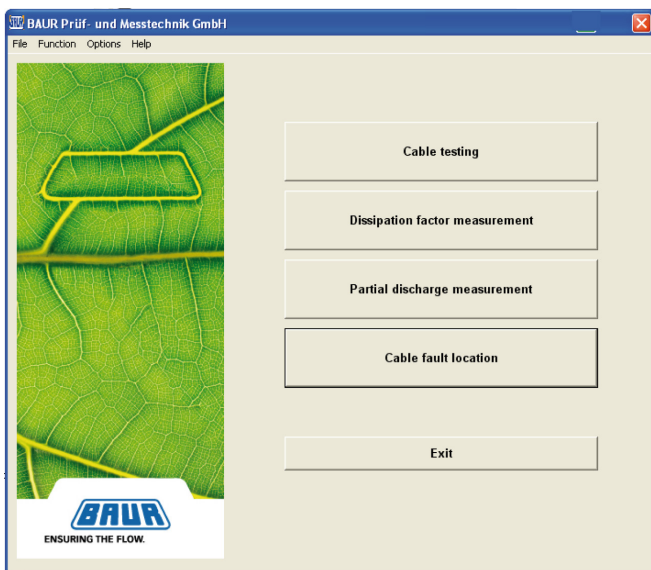 BAUR Prüf- und Messtechnik GmbH
File Function Options Help
Cable testing
Dissipation factor measurement
Partial discharge measurement
Cable fault location
Exit
BAUR
ENSURING THE FLOW.